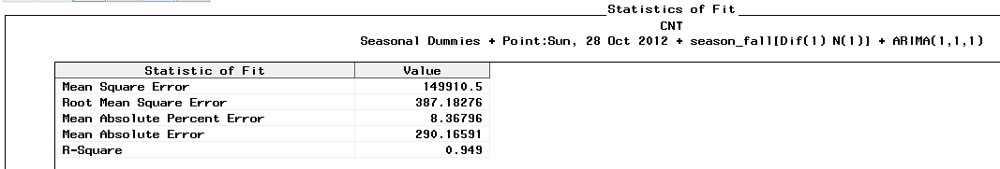 Statistics of Fit
CNT
Seasonal Dummies + Point:Sun, 28 Oct 2012 + season_fall[Dif(1) N(1)] + ARIMA(1,1,1)
Statistic of Fit Value
Mean Square Error 149910.5
Root Mean Square Error 387.18276
Mean Absolute Percent Error 8.36796
Mean Absolute Error 290.16591
R-Square 0.949